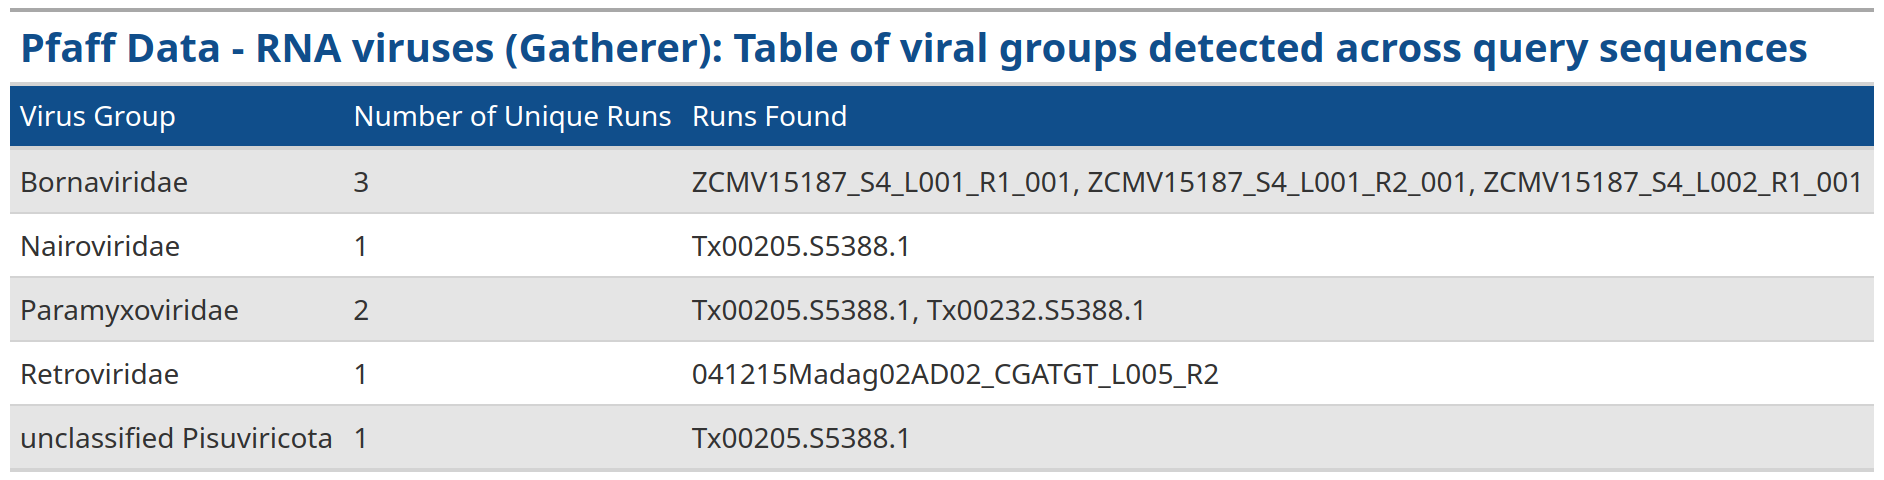 Pfaff Data - RNA viruses (Gatherer): Table of viral groups detected across query sequences
Virus Group Number of Unique Runs Runs Found
Bornaviridae 3 ZCMV15187_S4_L001_R1_001, ZCMV15187_S4_L001_R2_001, ZCMV15187_S4_L002_R1_001
Nairoviridae 1 Tx00205.S5388.1
Paramyxoviridae 2 Tx00205.S5388.1, Tx00232.S5388.1
Retroviridae 1 041215Madag02AD02_CGATGT_L005_R2
unclassified Pisuviricota 1 Tx00205.S5388.1